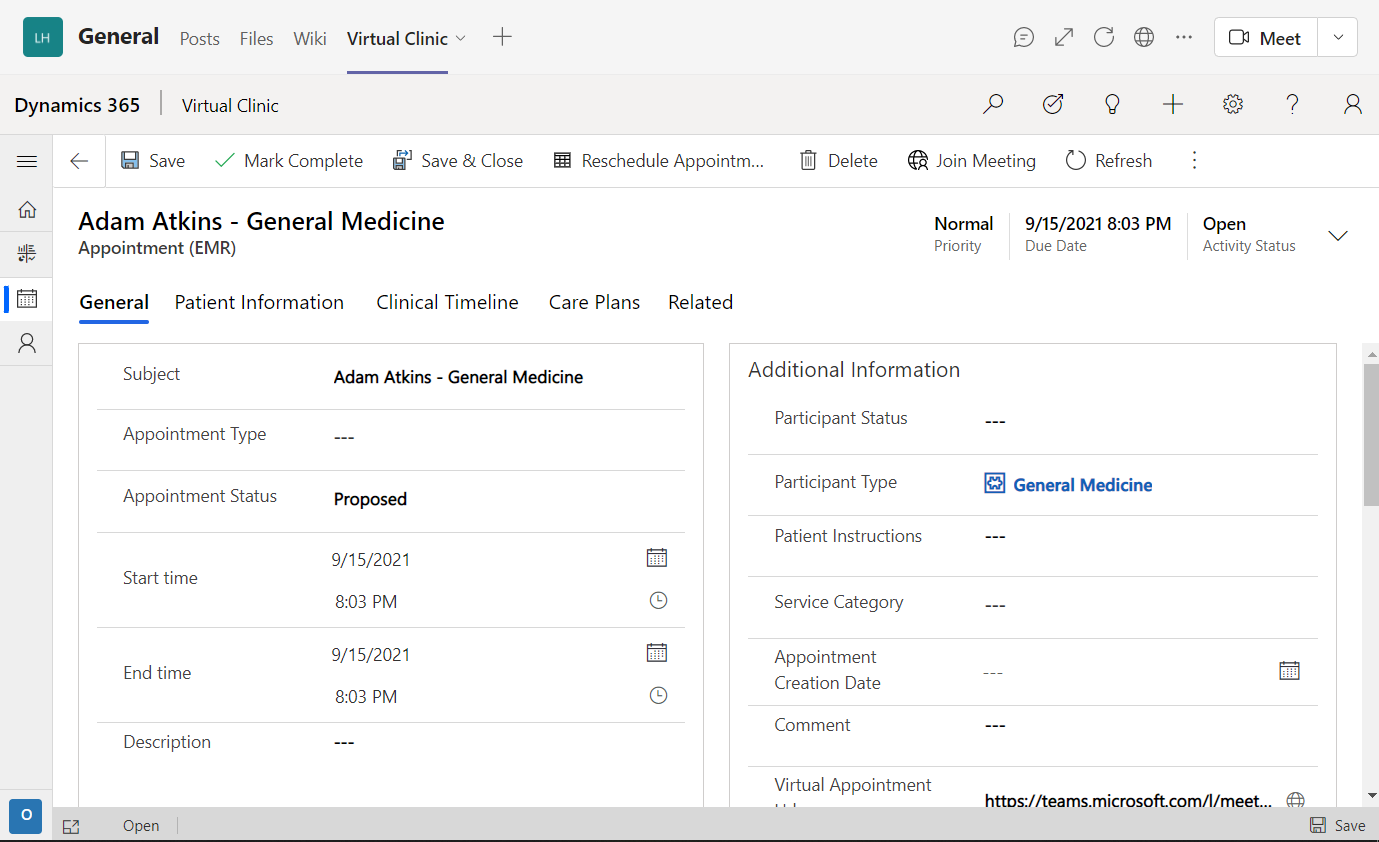 LH General Posts Files Wiki Virtual Clinic Meet
Dynamics 365 Virtual Clinic
Save Mark Complete Save & Close Reschedule Appointm... Delete Join Meeting Refresh
Adam Atkins - General Medicine
Appointment (EMR)
Normal
Priority
9/15/2021 8:03 PM
Due Date
Open
Activity Status
General Patient Information Clinical Timeline Care Plans Related
Subject Adam Atkins - General Medicine
Appointment Type ---
Appointment Status Proposed
Start time
9/15/2021
8:03 PM
End time
9/15/2021
8:03 PM
Description ---
Additional Information
Participant Status ---
Participant Type General Medicine
Patient Instructions ---
Service Category ---
Appointment
Creation Date ---
Comment ---
Virtual Appointment
https://teams.microsoft.com/l/meet...
O
Open Save